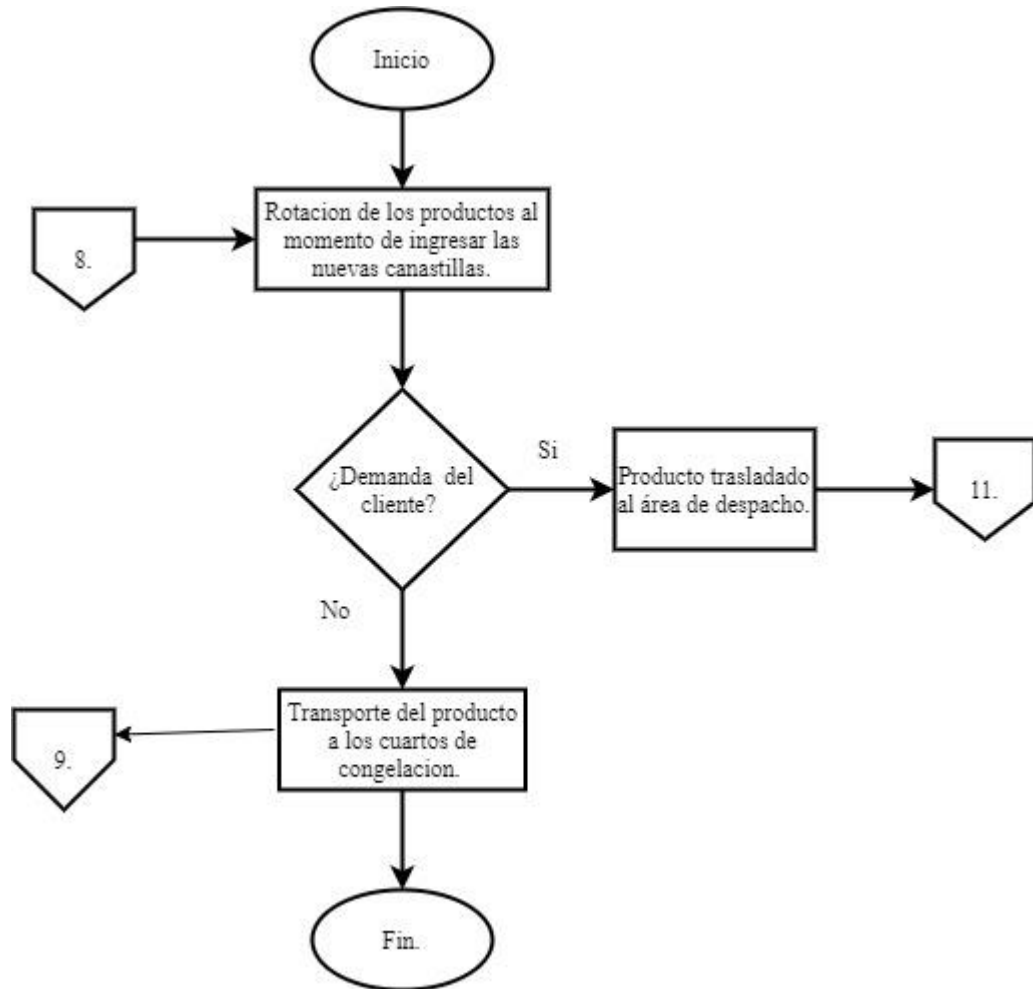 Inicio
Rotacion de los productos al
momento de ingresar las
nuevas canastillas.
8.
¿Demanda del
cliente?
Si
Producto trasladado
al área de despacho.
11.
No
Transporte del producto
a los cuartos de
congelacion.
9.
Fin.